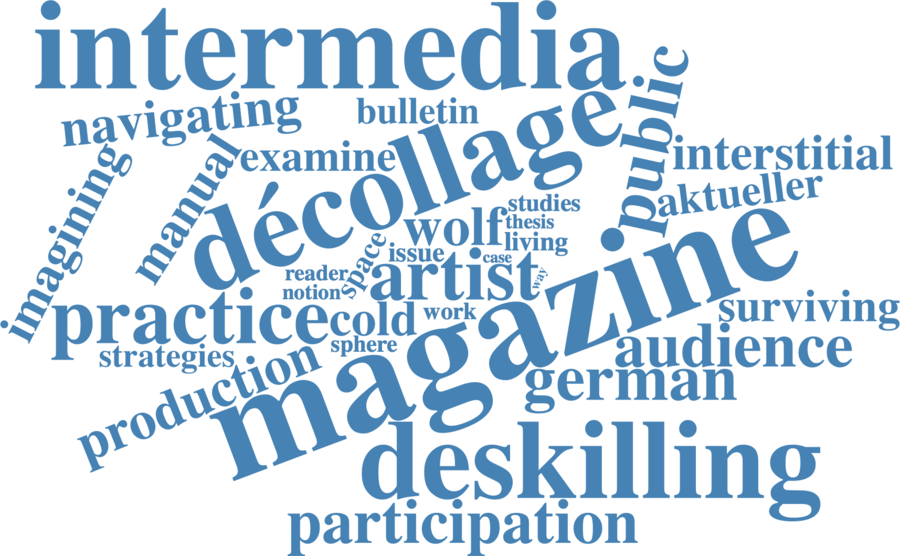 intermedia
navigating
bulletin
public
décollage
examine
manual
imagining
interstitial
aktueller
studies
wolf
thesis
living
space
issue
case
artist
way
reader
notion
practice
cold
work
sphere
strategies
magazine
surviving
audience
production
german
deskilling
participation